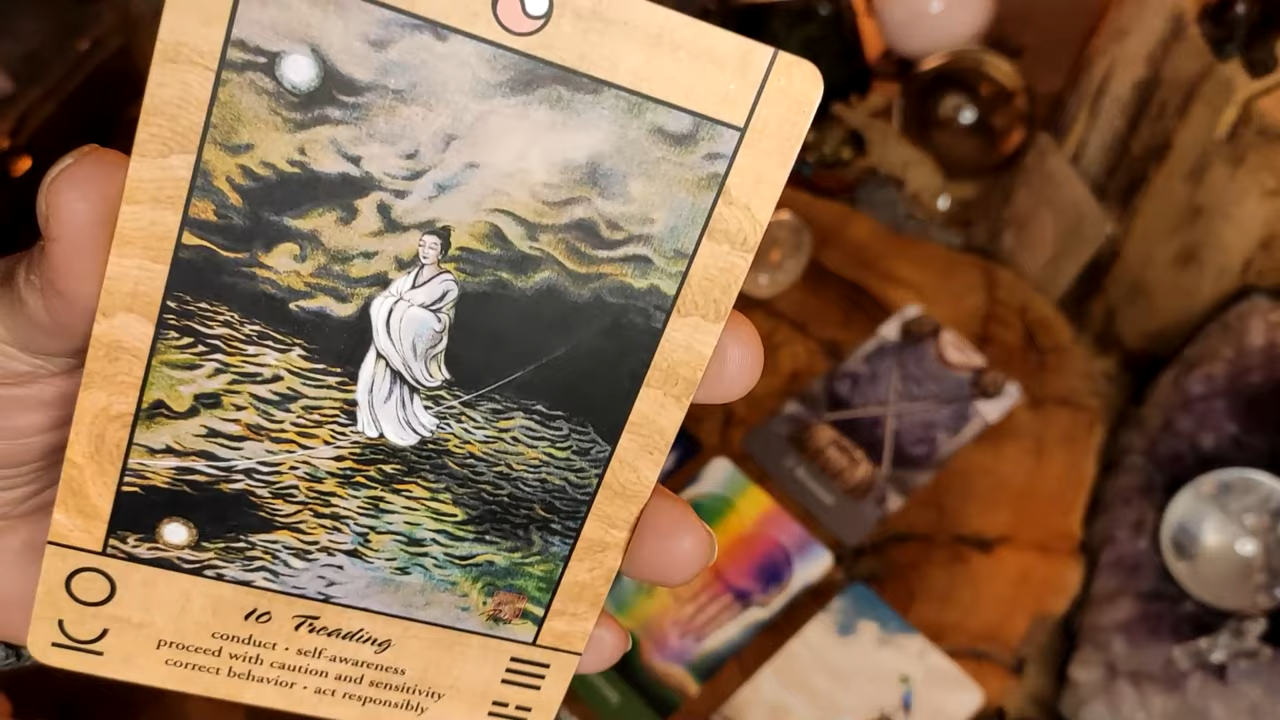 10 Treading
conduct • self-awareness
proceed with caution and sensitivity
correct behavior • act responsibly